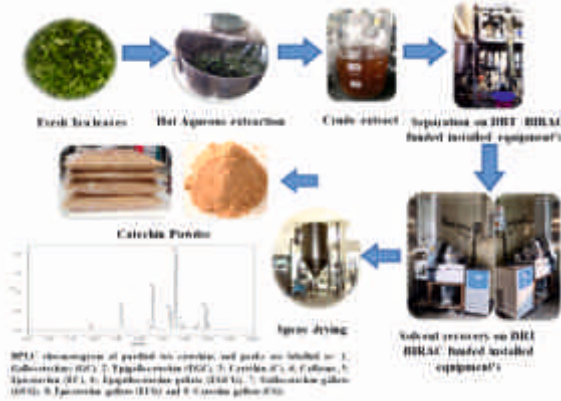 Fresh Tea leaves
Hot Aqueous extraction
Crude extract
Separation on DBT -BIRAC
funded installed equipment's
Catechin Powder
Spray drying
Solvent recovery on DBT
BIRAC funded installed
equipment's
HPLC chromatogram of purified tea catechin and peaks are labelled as 1.
Gallocatechin (GC), 2: Epigallocatechin (EGC), 3: Catechin (C), 4: Caffeine, 5:
Epicatechin (EC), 6: Epigallocatechin gallate (EGCG), 7: Gallocatechin gallate
(GCG), 8: Epicatechin gallate (ECG) and 9: Catechin gallate (CG).